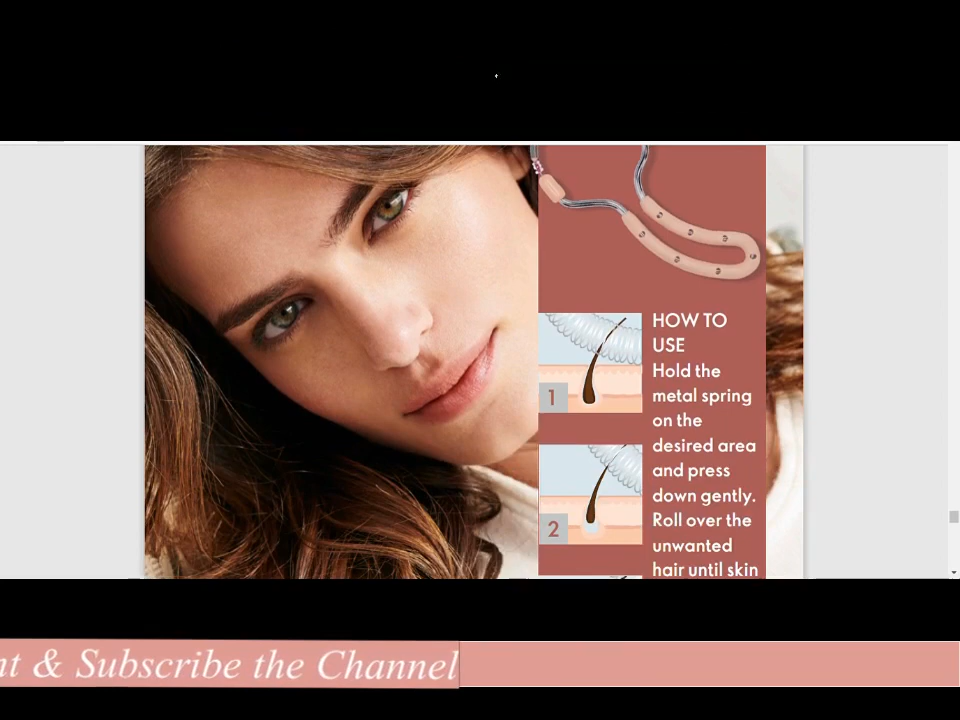 HOW TO
USE
Hold the
metal spring
on the
desired area
and press
down gently.
Roll over the
unwanted
hair until skin
1
2
& Subscribe the Channel